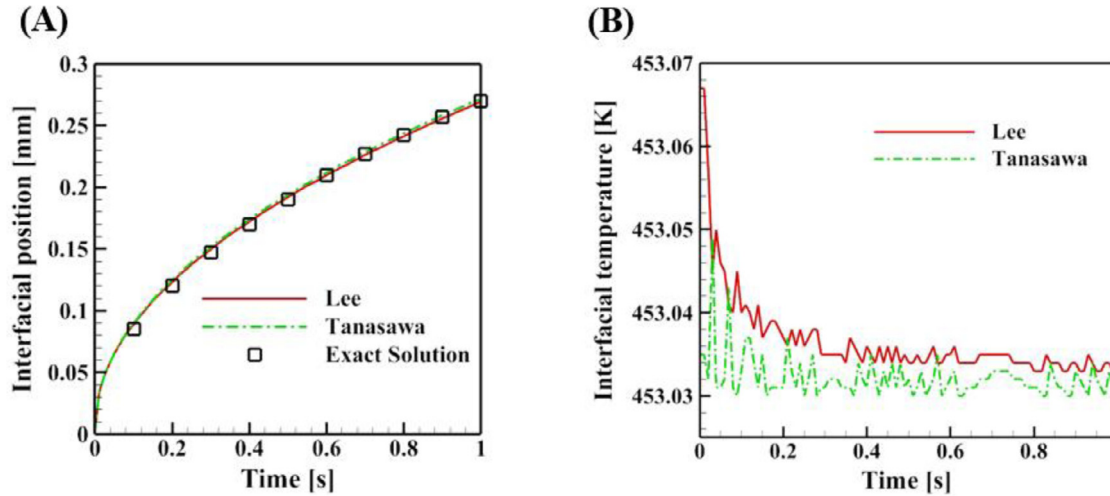 (A)
Interfacial position [mm]
0.3
0.25
0.2
0.15
0.1
0.05
0
0
0.2
0.4
0.6
0.8
1
Time [s]
Lee
Tanasawa
Exact Solution
(B)
Interfacial temperature [K]
453.07
453.06
453.05
453.04
453.03
0
0.2
0.4
0.6
0.8
Time [s]
Lee
Tanasawa